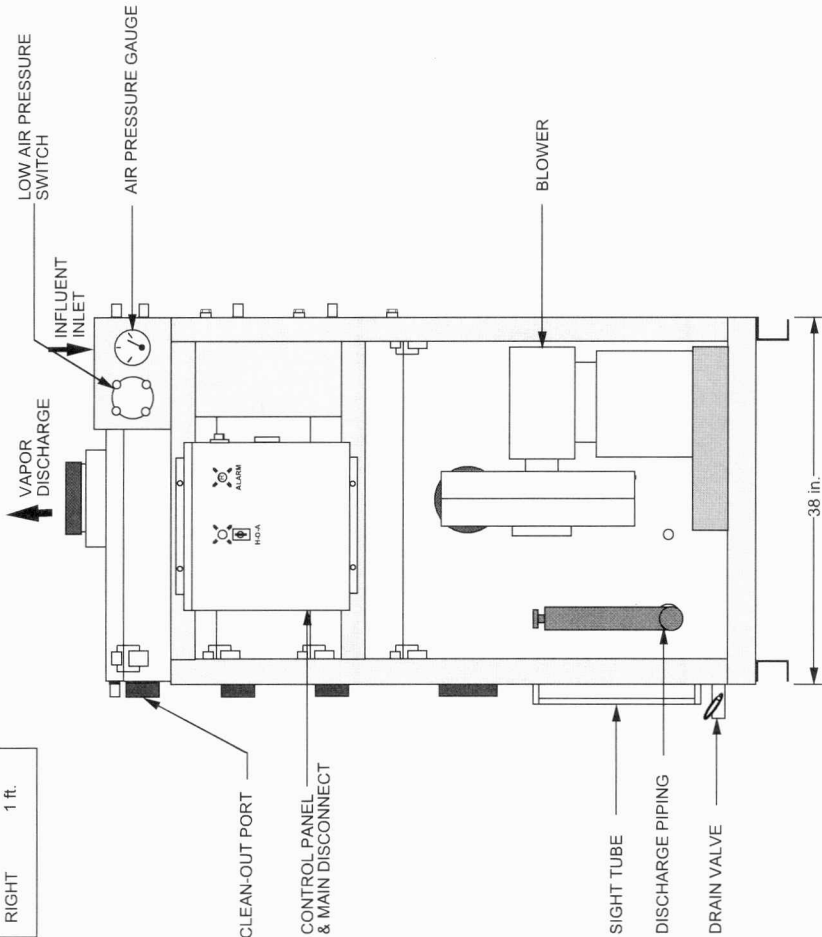 LOW AIR PRESSURE
SWITCH
AIR PRESSURE GAUGE
INFLUENT
INLET
VAPOR
DISCHARGE
BLOWER
ALARM
H-O-A
38 in.
RIGHT 1 ft.
CLEAN-OUT PORT
CONTROL PANEL
& MAIN DISCONNECT
SIGHT TUBE
DISCHARGE PIPING
DRAIN VALVE